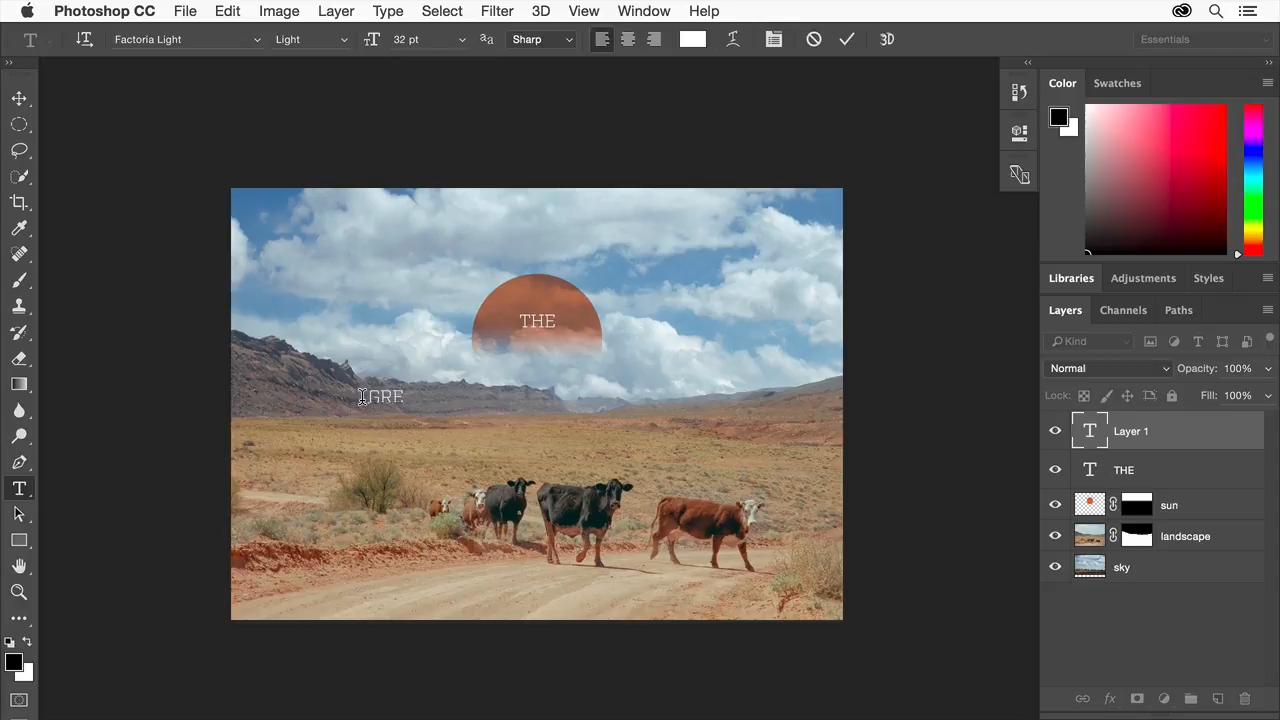 Photoshop CC File Edit Image Layer Type Select Filter 3D View Window Help
Factoria Light Light 32 pt Sharp 3D Essentials
Color Swatches
Libraries Adjustments Styles
Layers Channels Paths
Kind
Normal Opacity: 100%
Lock: Fill: 100%
Layer 1
THE
sun
landscape
sky
THE
GRE